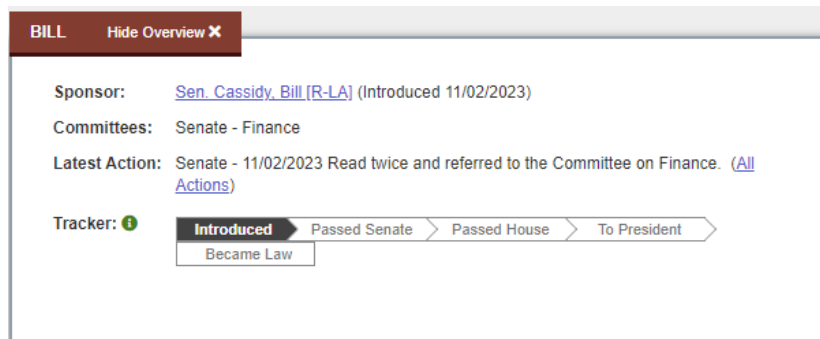 BILL Hide Overview ✕
Sponsor: Sen. Cassidy, Bill [R-LA] (Introduced 11/02/2023)
Committees: Senate - Finance
Latest Action: Senate - 11/02/2023 Read twice and referred to the Committee on Finance. (All
Actions)
Tracker: Introduced Passed Senate Passed House To President
Became Law